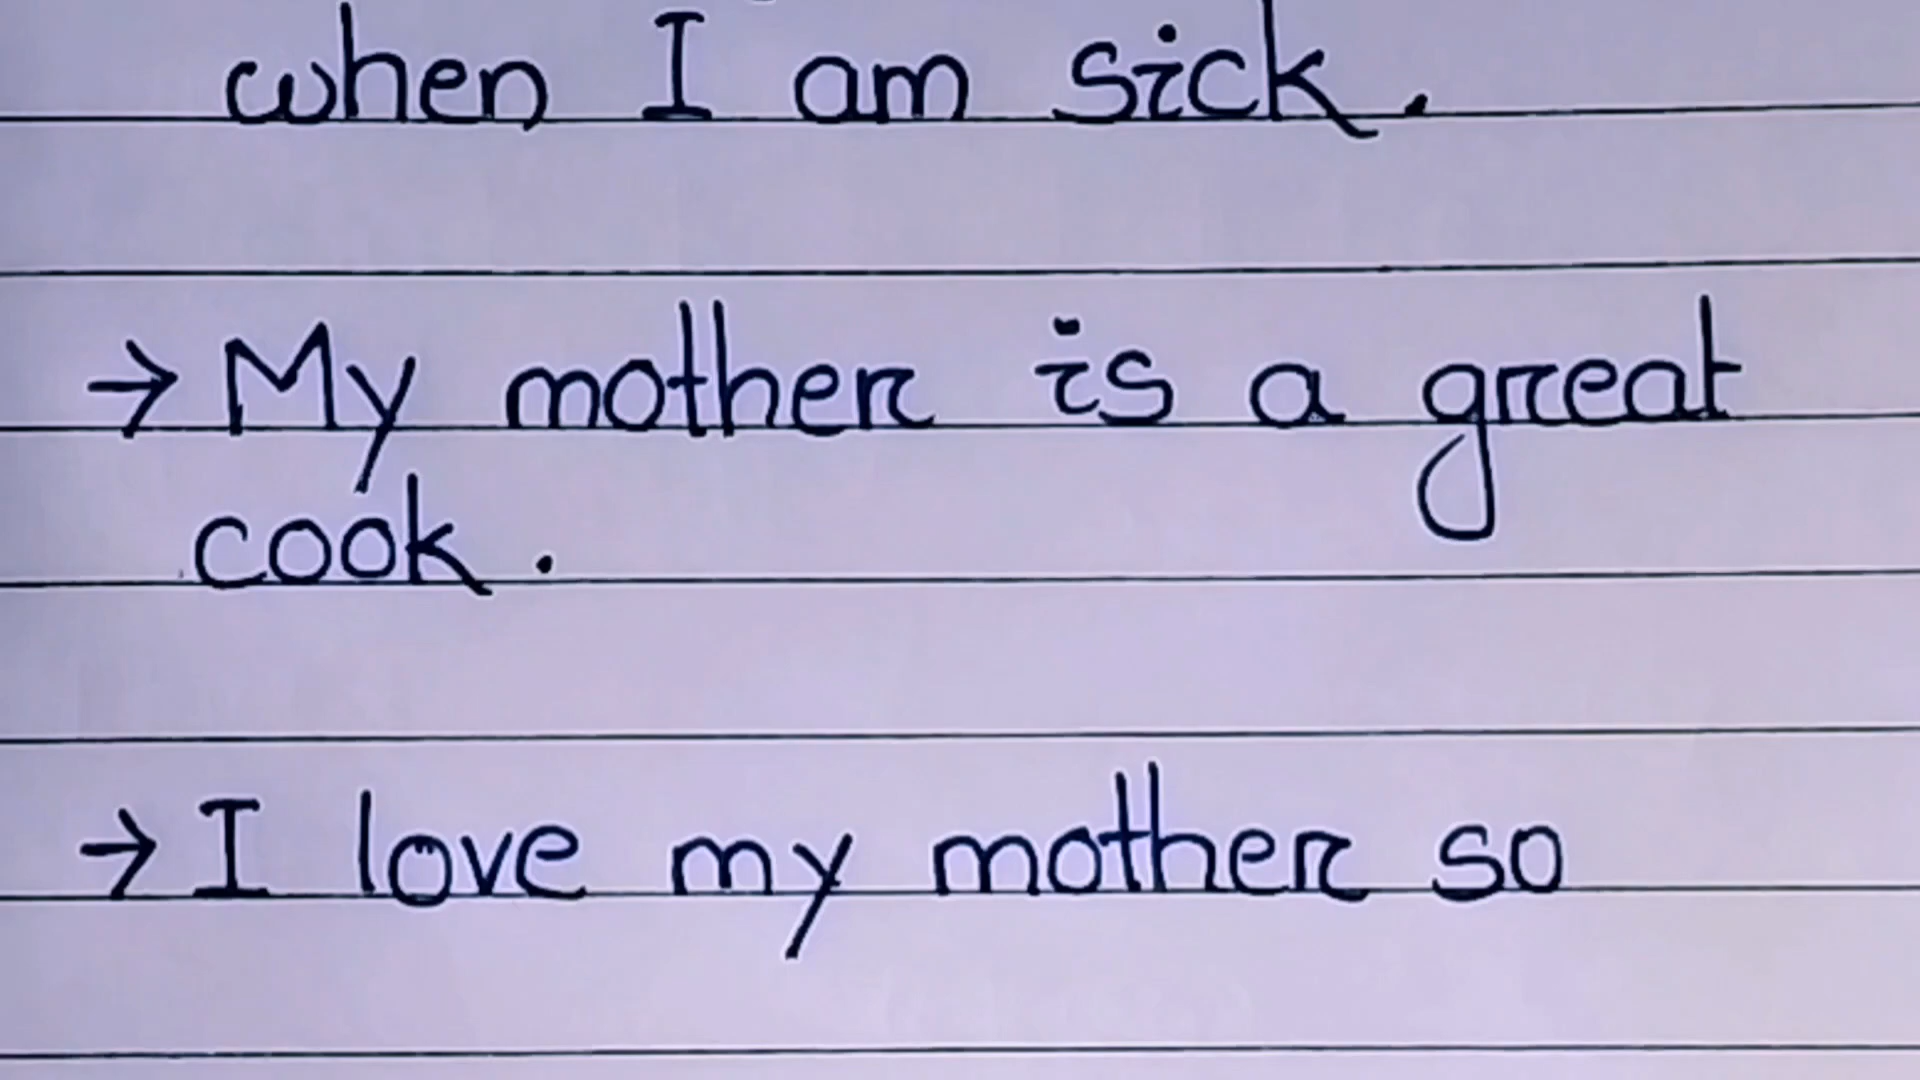 when I am sick.
→ My mother is a great
cook.
→ I love my mother so